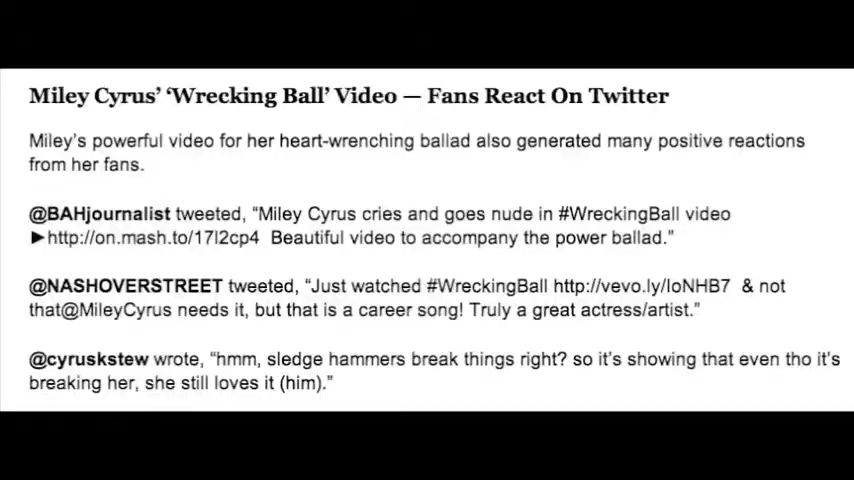 Miley Cyrus’ ‘Wrecking Ball’ Video — Fans React On Twitter
Miley’s powerful video for her heart-wrenching ballad also generated many positive reactions
from her fans.
@BAHjournalist tweeted, “Miley Cyrus cries and goes nude in #WreckingBall video
►http://on.mash.to/17l2cp4 Beautiful video to accompany the power ballad.”
@NASHOVERSTREET tweeted, “Just watched #WreckingBall http://vevo.ly/IoNHB7 & not
that@MileyCyrus needs it, but that is a career song! Truly a great actress/artist.”
@cyruskstew wrote, “hmm, sledge hammers break things right? so it’s showing that even tho it’s
breaking her, she still loves it (him).”